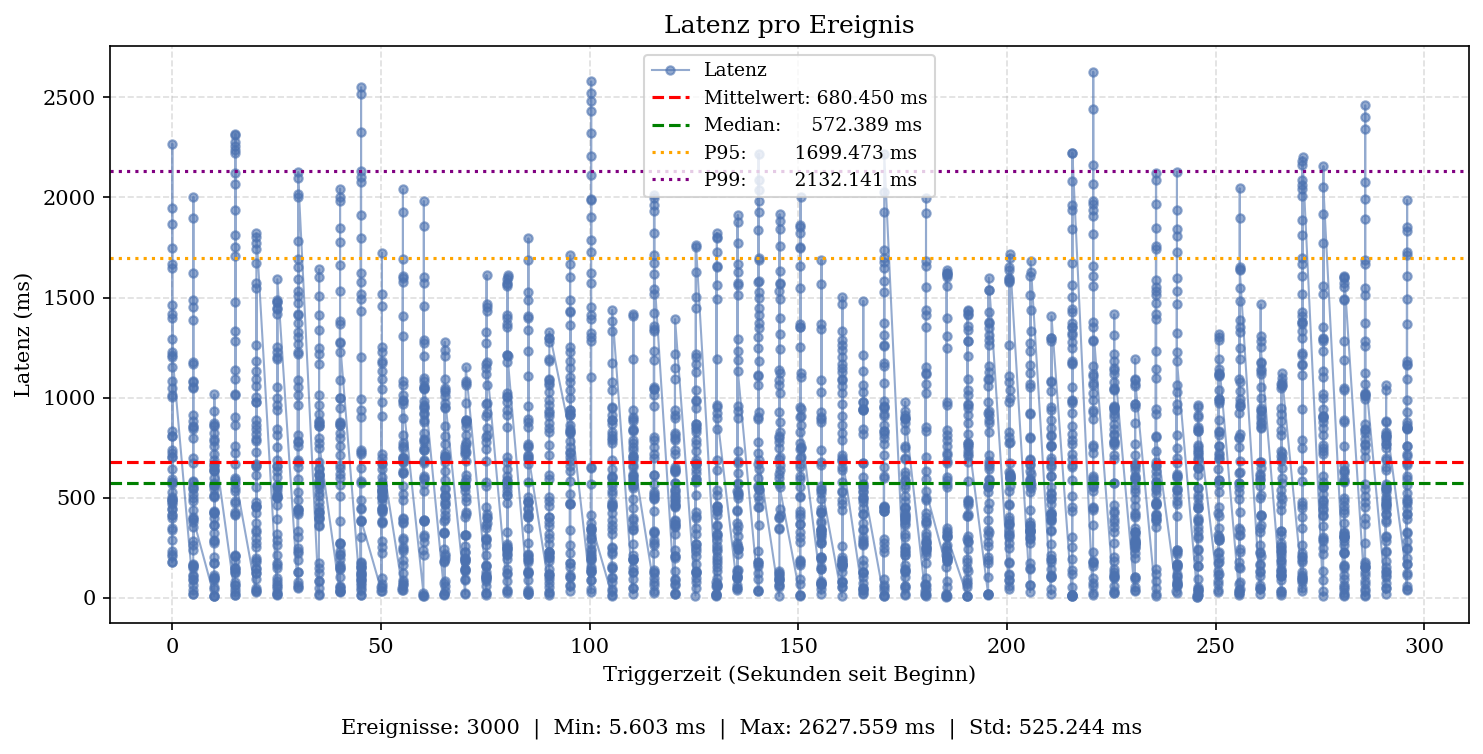 Latenz pro Ereignis
Latenz (ms)
2500
2000
1500
1000
500
0
Latenz
Mittelwert: 680.450 ms
Median: 572.389 ms
P95: 1699.473 ms
P99: 2132.141 ms
0 50 100 150 200 250 300
Triggerzeit (Sekunden seit Beginn)
Ereignisse: 3000 | Min: 5.603 ms | Max: 2627.559 ms | Std: 525.244 ms